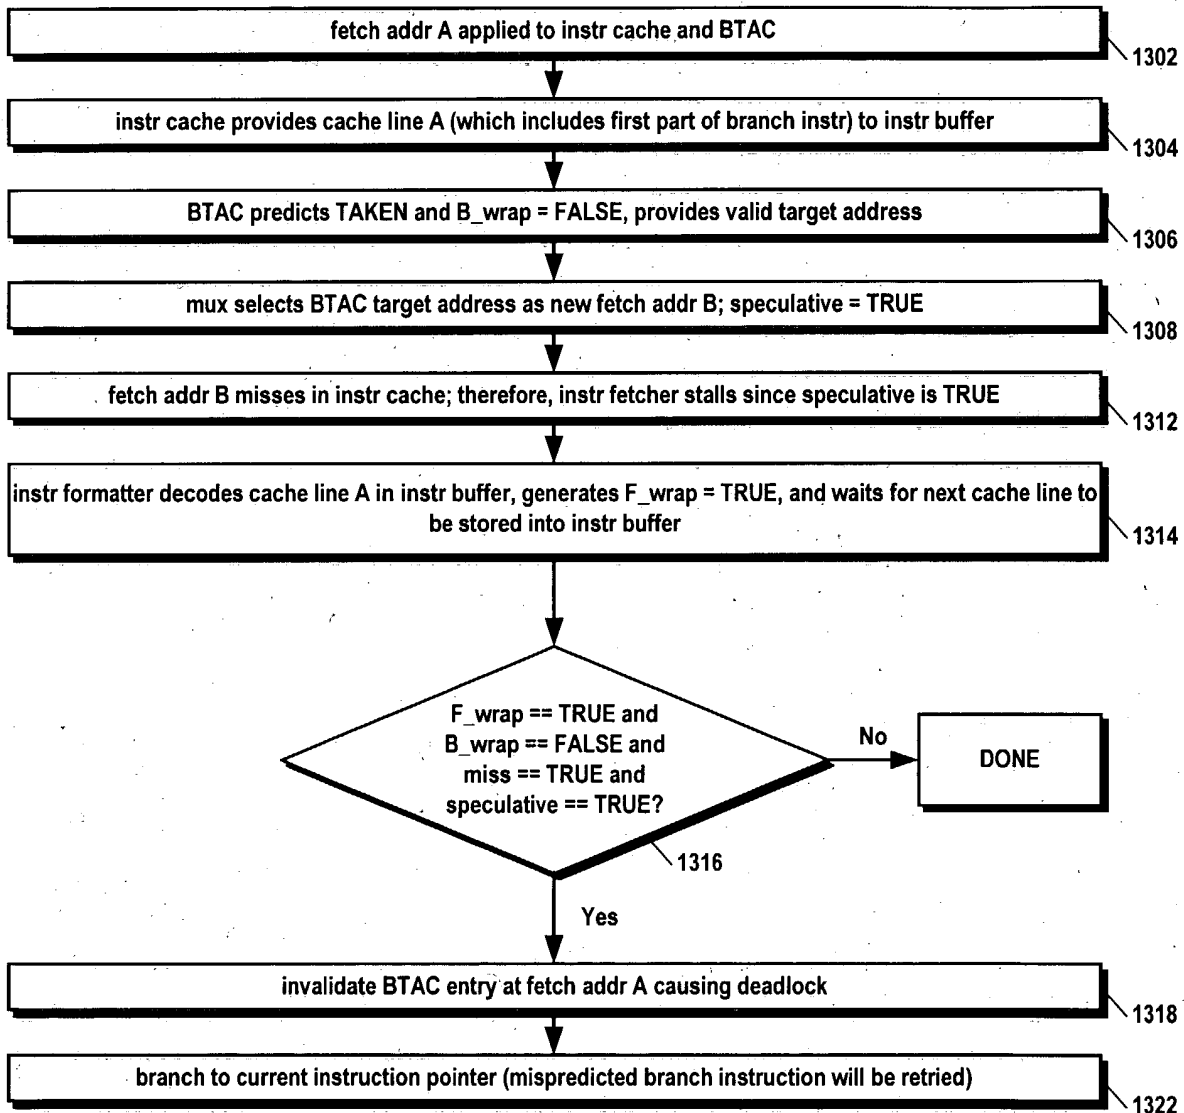 fetch addr A applied to instr cache and BTAC
1302
instr cache provides cache line A (which includes first part of branch instr) to instr buffer
1304
BTAC predicts TAKEN and B_wrap = FALSE, provides valid target address
1306
mux selects BTAC target address as new fetch addr B; speculative = TRUE
1308
fetch addr B misses in instr cache; therefore, instr fetcher stalls since speculative is TRUE
1312
instr formatter decodes cache line A in instr buffer, generates F_wrap = TRUE, and waits for next cache line to
be stored into instr buffer
1314
F_wrap == TRUE and
B_wrap == FALSE and
miss == TRUE and
speculative == TRUE?
1316
No
DONE
Yes
invalidate BTAC entry at fetch addr A causing deadlock
1318
branch to current instruction pointer (mispredicted branch instruction will be retried)
1322